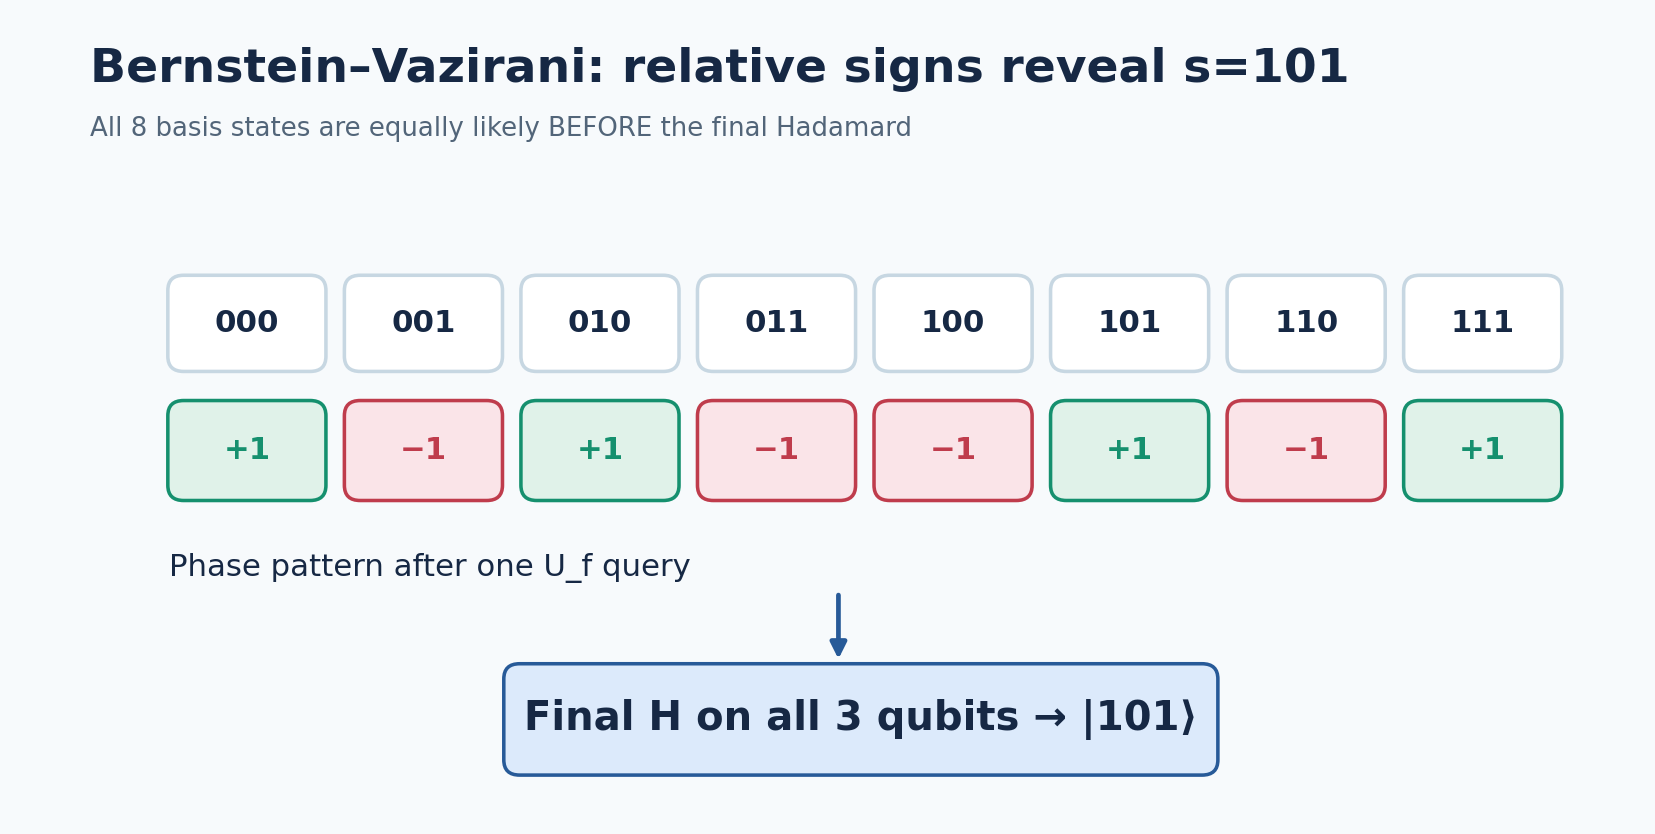 Bernstein–Vazirani: relative signs reveal s=101
All 8 basis states are equally likely BEFORE the final Hadamard
000 001 010 011 100 101 110 111
+1 −1 +1 −1 −1 +1 −1 +1
Phase pattern after one U_f query
Final H on all 3 qubits → |101⟩